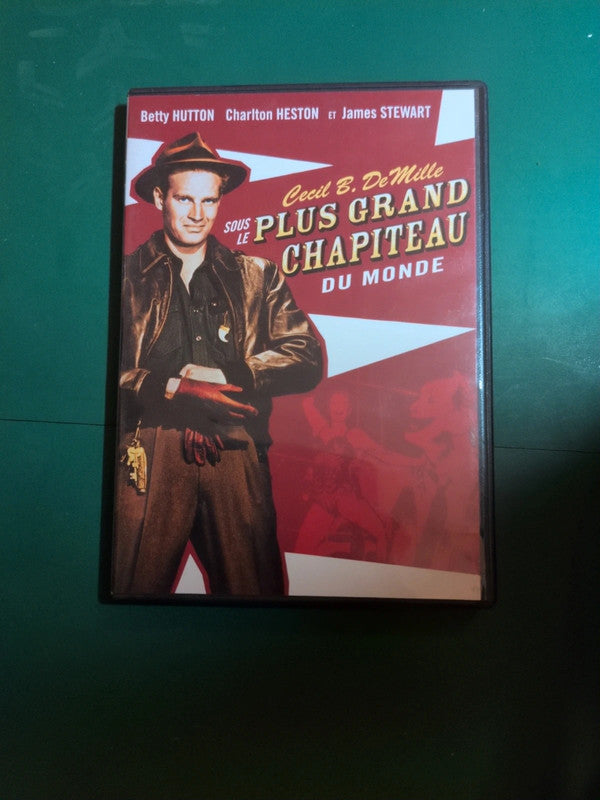 Betty HUTTON Charlton HESTON ET James STEWART
Cecil B. DeMille
SOUS LE PLUS GRAND
CHAPITEAU
DU MONDE